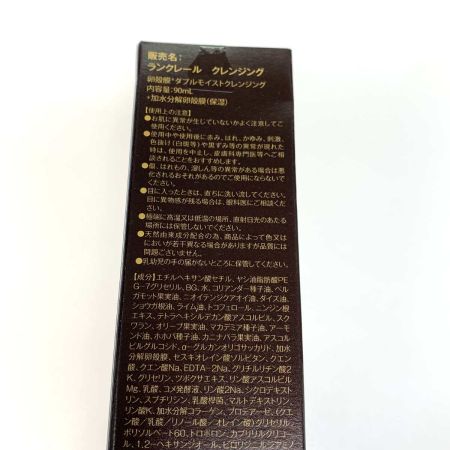 販売名:
ランクレール クレンジング
卵殻膜*ダブルモイストクレンジング
内容量:90mL
*加水分解卵殻膜(保湿)
【使用上の注意】
●お肌に異常が生じていないかよく注意してご
使用ください。
●使用中や使用後に赤み、はれ、かゆみ、刺激、
色抜け(白斑等)や黒ずみ等の異常が現れた
時は、使用を中止し、皮膚科専門医等へご相
談されることをおすすめします。
●傷、はれもの、湿しん等の異常がある場合は悪
化されるおそれがあるのでご使用にならないで
ください。
●目に入ったときは、直ちに洗い流してください。
目に異物感が残る場合は、眼科医にご相談くだ
さい。
●極端に高温又は低温の場所、直射日光のあたる
場所には保管しないでください。
●天然由来成分配合の為、商品によって色又は
においが若干異なる場合がありますが品質には
問題ございません。
●乳幼児の手の届かないところに保管してください。
【成分】エチルヘキサン酸セチル、ヤシ油脂肪酸PE
G-7グリセリル、BG、水、コリアンダー種子油、ベル
ガモット果実油、ニオイテンジクアオイ油、ダイズ油、
ショウガ根油、ライム油、トコフェロール、ニンジン根
エキス、テトラヘキシルデカン酸アスコルビル、スク
ワラン、オリーブ果実油、マカデミア種子油、アーモ
ンド油、ホホバ種子油、カニナバラ果実油、アスコル
ビルグルコシド、α-グルカンオリゴサッカリド、加水
分解卵殻膜、セスキオレイン酸ソルビタン、クエン
酸、クエン酸Na、EDTA-2Na、グリチルリチン酸2
K、グリセリン、ツボクサエキス、リン酸アスコルビル
Mg、乳酸、コメ発酵液、リン酸2Na、シクロデキスト
リン、スブチリシン、乳酸桿菌、マルトデキストリン、
リン酸K、加水分解コラーゲン、プロテアーゼ、(クエ
ン酸/乳酸/リノール酸/オレイン酸)グリセリル、
ポリソルベート60、トロポロン、カプリリルグリコー
ル、1,2-ヘキサンジオール、ピロリジニルジアミノ